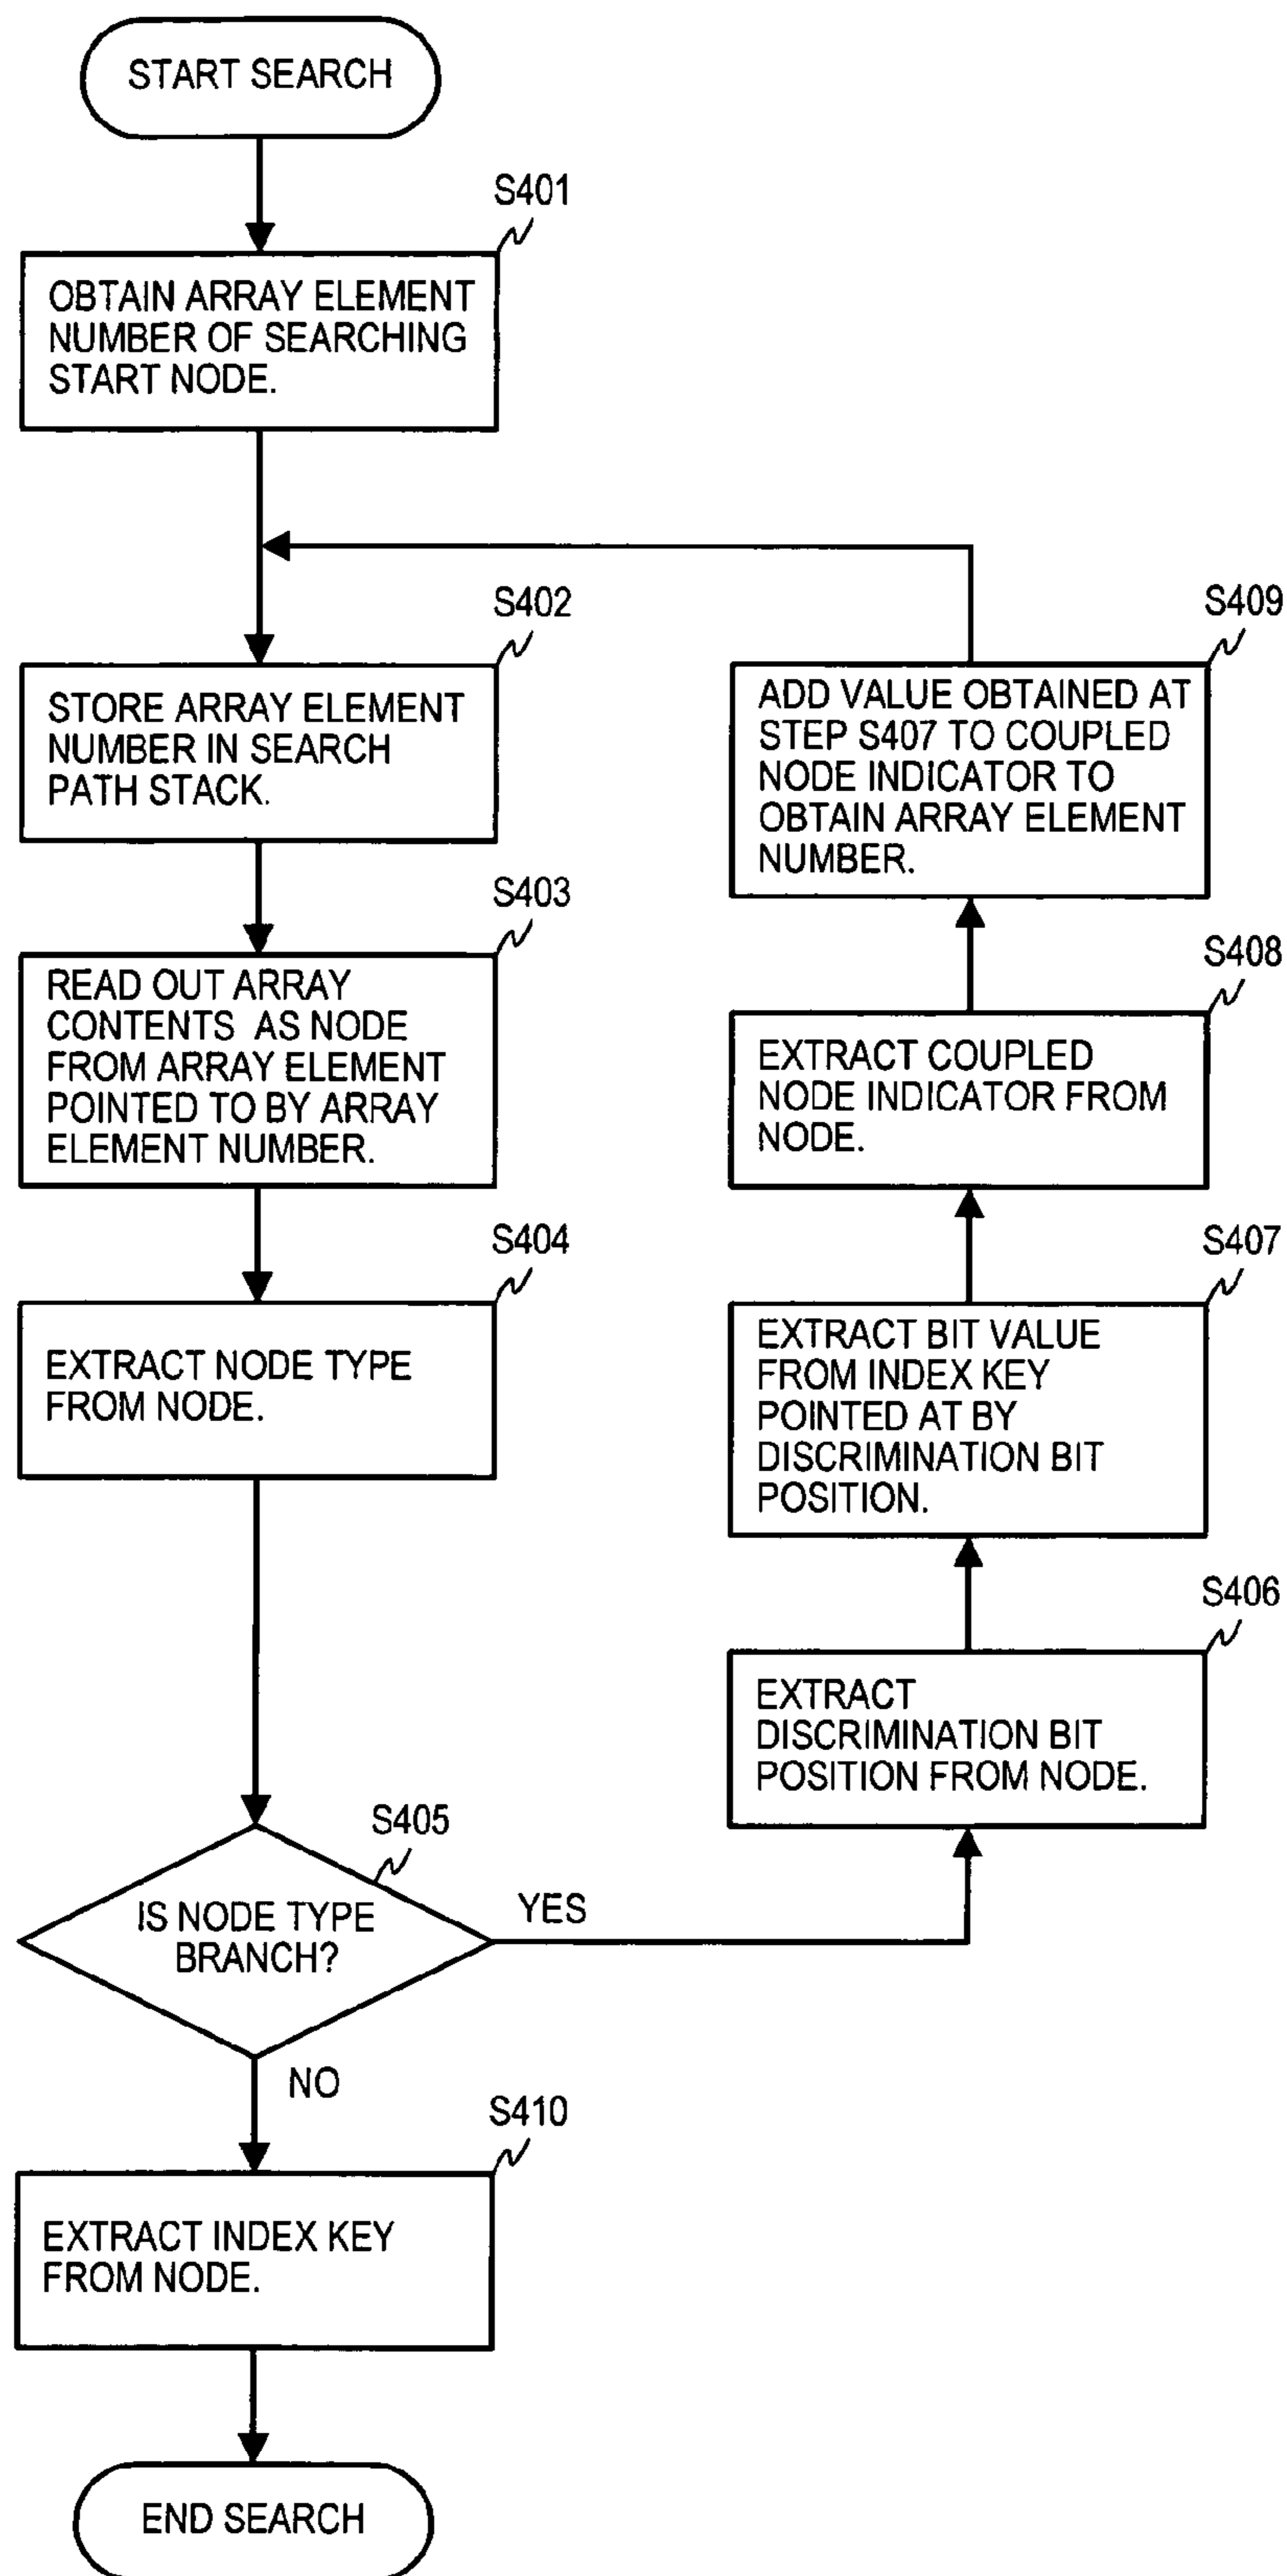 START SEARCH
S401
OBTAIN ARRAY ELEMENT
NUMBER OF SEARCHING
START NODE.
S402
STORE ARRAY ELEMENT
NUMBER IN SEARCH
PATH STACK.
S403
READ OUT ARRAY
CONTENTS AS NODE
FROM ARRAY ELEMENT
POINTED TO BY ARRAY
ELEMENT NUMBER.
S404
EXTRACT NODE TYPE
FROM NODE.
S405
IS NODE TYPE
BRANCH?
YES
NO
S406
EXTRACT
DISCRIMINATION BIT
POSITION FROM NODE.
S407
EXTRACT BIT VALUE
FROM INDEX KEY
POINTED AT BY
DISCRIMINATION BIT
POSITION.
S408
EXTRACT COUPLED
NODE INDICATOR FROM
NODE.
S409
ADD VALUE OBTAINED AT
STEP S407 TO COUPLED
NODE INDICATOR TO
OBTAIN ARRAY ELEMENT
NUMBER.
S410
EXTRACT INDEX KEY
FROM NODE.
END SEARCH